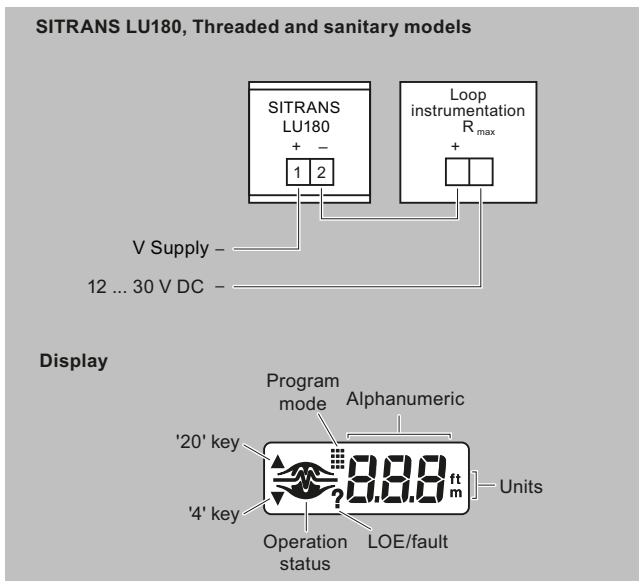 SITRANS LU180, Threaded and sanitary models
SITRANS
LU180
+ –
1 2
Loop
instrumentation
R max
+
V Supply –
12 ... 30 V DC –
Display
Program
mode
Alphanumeric
'20' key
8.8.8
ft
m
Units
?
'4' key
Operation
status
LOE/fault